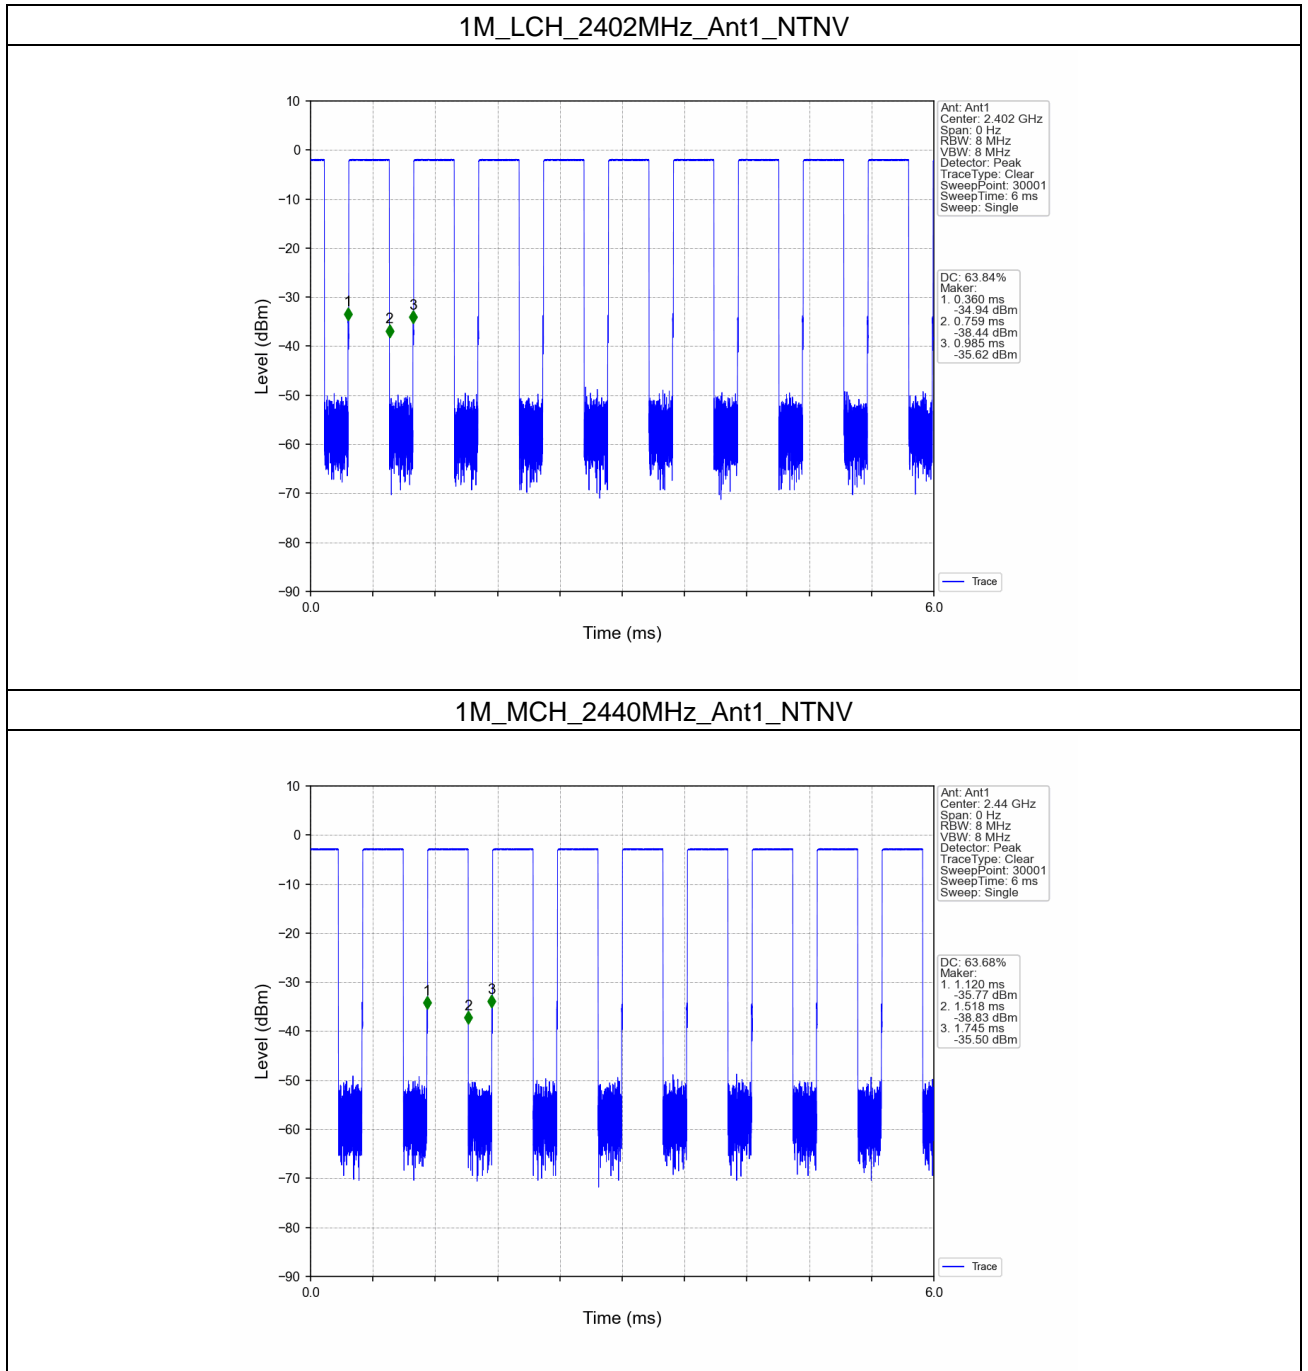 1M_LCH_2402MHz_Ant1_NTNV
10
0
−10
−20
−30
−40
−50
−60
−70
−80
−90
Level (dBm)
0.0
6.0
Time (ms)
1
2
3
Ant: Ant1
Center: 2.402 GHz
Span: 0 Hz
RBW: 8 MHz
VBW: 8 MHz
Detector: Peak
TraceType: Clear
SweepPoint: 30001
SweepTime: 6 ms
Sweep: Single
DC: 63.84%
Maker:
1. 0.360 ms
-34.94 dBm
2. 0.759 ms
-38.44 dBm
3. 0.985 ms
-35.62 dBm
Trace
1M_MCH_2440MHz_Ant1_NTNV
10
0
−10
−20
−30
−40
−50
−60
−70
−80
−90
Level (dBm)
0.0
6.0
Time (ms)
1
2
3
Ant: Ant1
Center: 2.44 GHz
Span: 0 Hz
RBW: 8 MHz
VBW: 8 MHz
Detector: Peak
TraceType: Clear
SweepPoint: 30001
SweepTime: 6 ms
Sweep: Single
DC: 63.68%
Maker:
1. 1.120 ms
-35.77 dBm
2. 1.518 ms
-38.83 dBm
3. 1.745 ms
-35.50 dBm
Trace